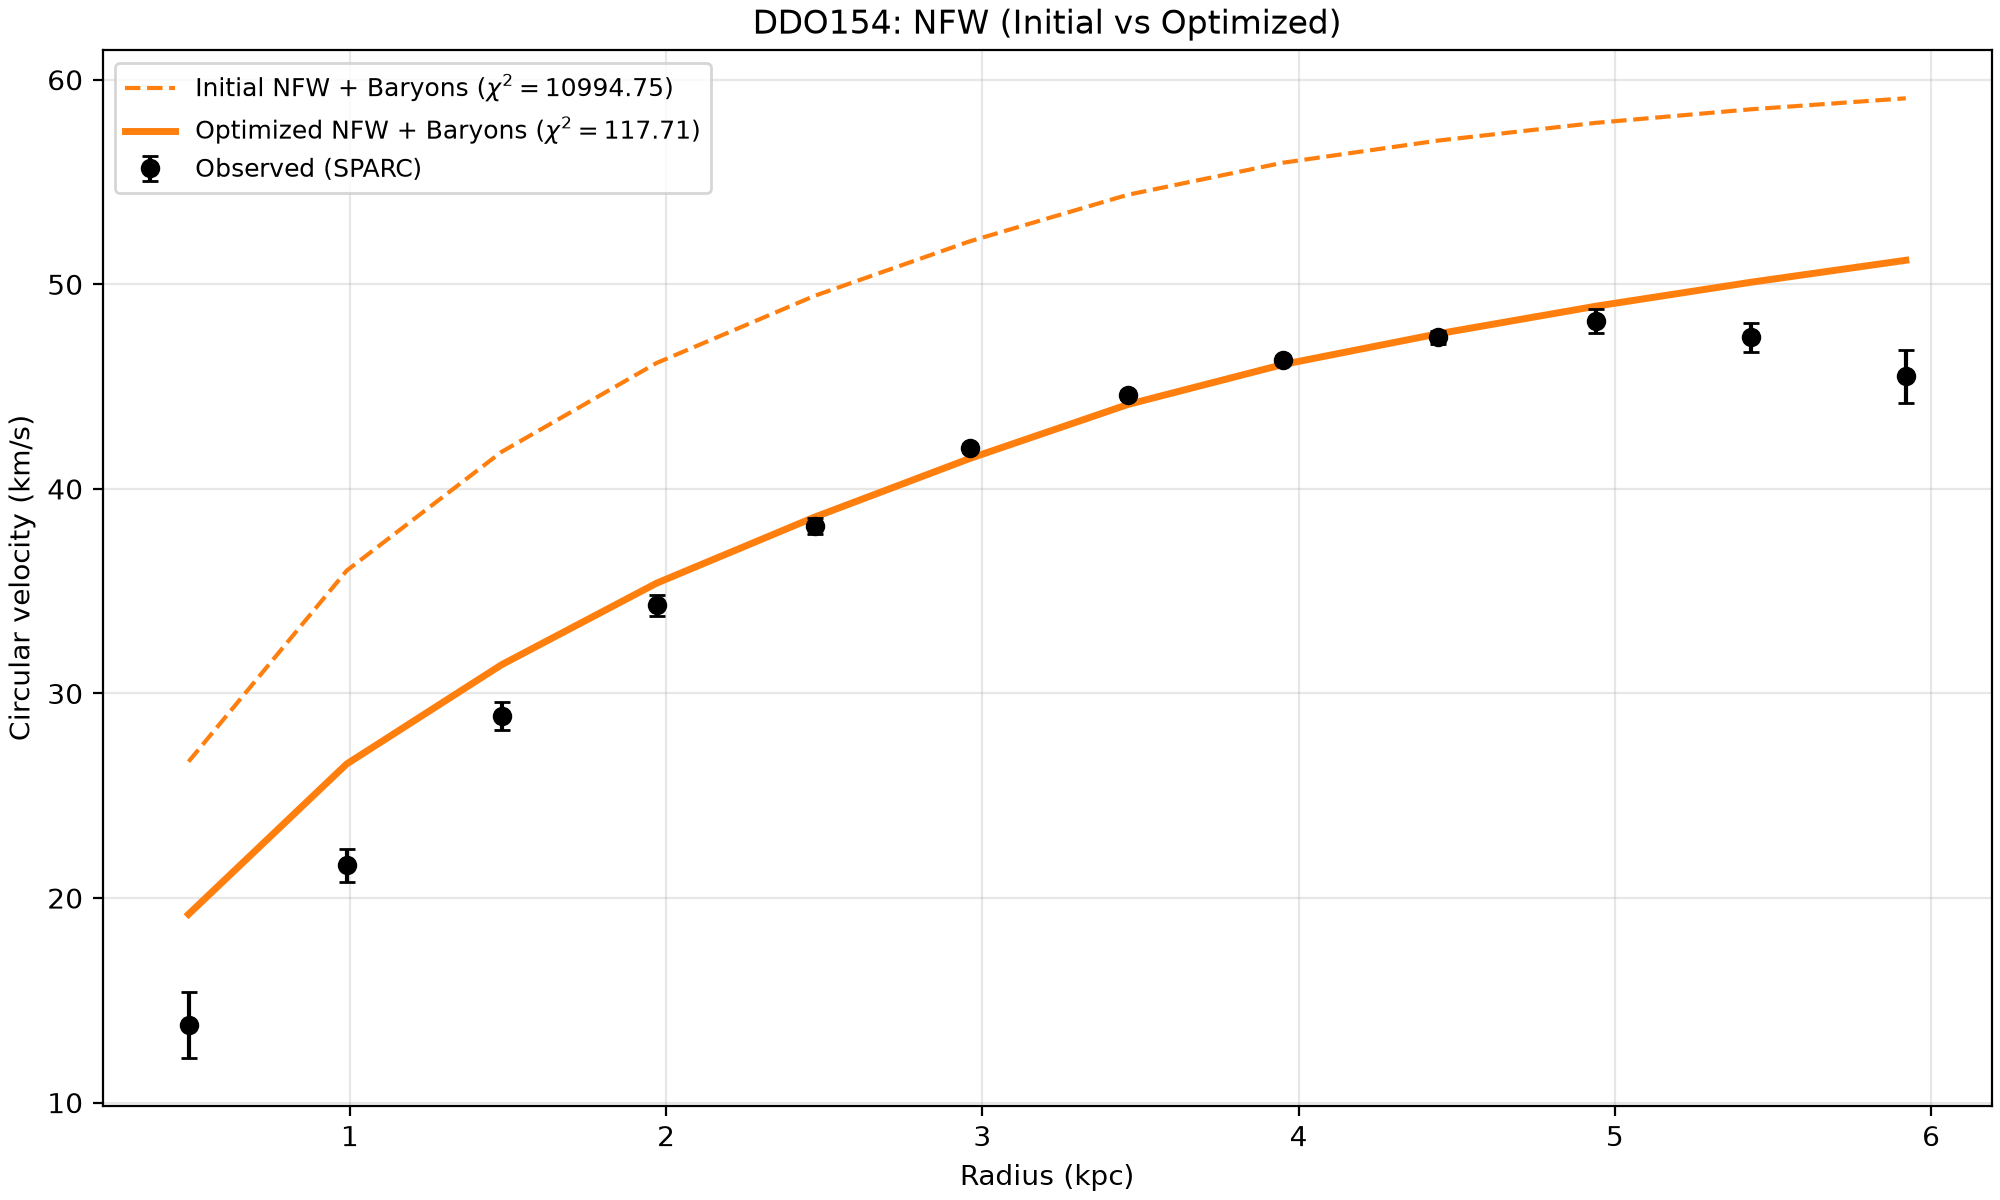 DDO154: NFW (Initial vs Optimized)
Initial NFW + Baryons (χ² = 10994.75)
Optimized NFW + Baryons (χ² = 117.71)
Observed (SPARC)
60
50
40
30
20
10
Circular velocity (km/s)
1 2 3 4 5 6
Radius (kpc)